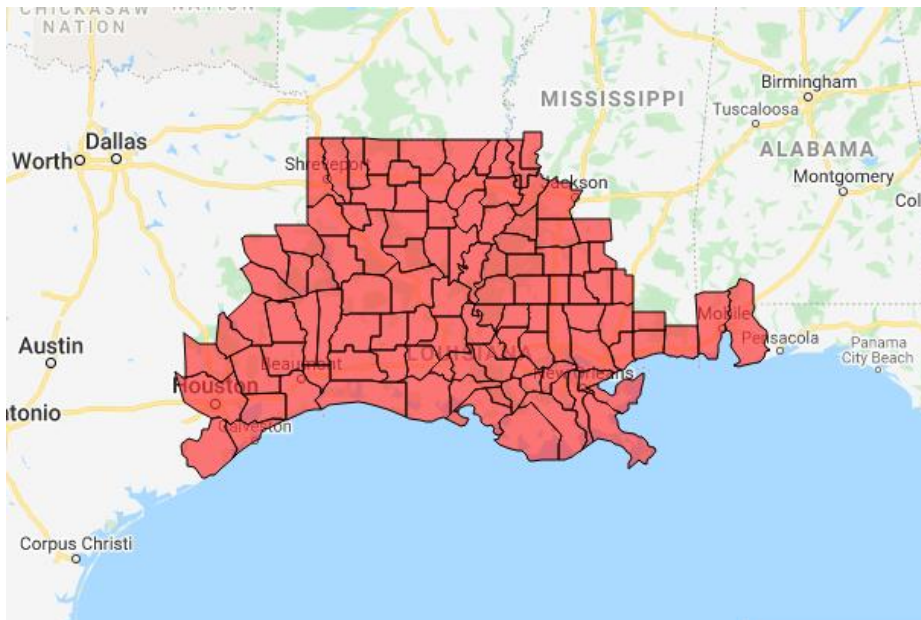 CHICKASAW
NATION
NATION
MISSISSIPPI
Birmingham
Tuscaloosa
ALABAMA
Dallas
Worth
Shreveport
Jackson
Montgomery
Col
Mobile
Pensacola
Panama
City Beach
Austin
Beaumont
LOUISIANA
New Orleans
Houston
tonio
Galveston
Corpus Christi